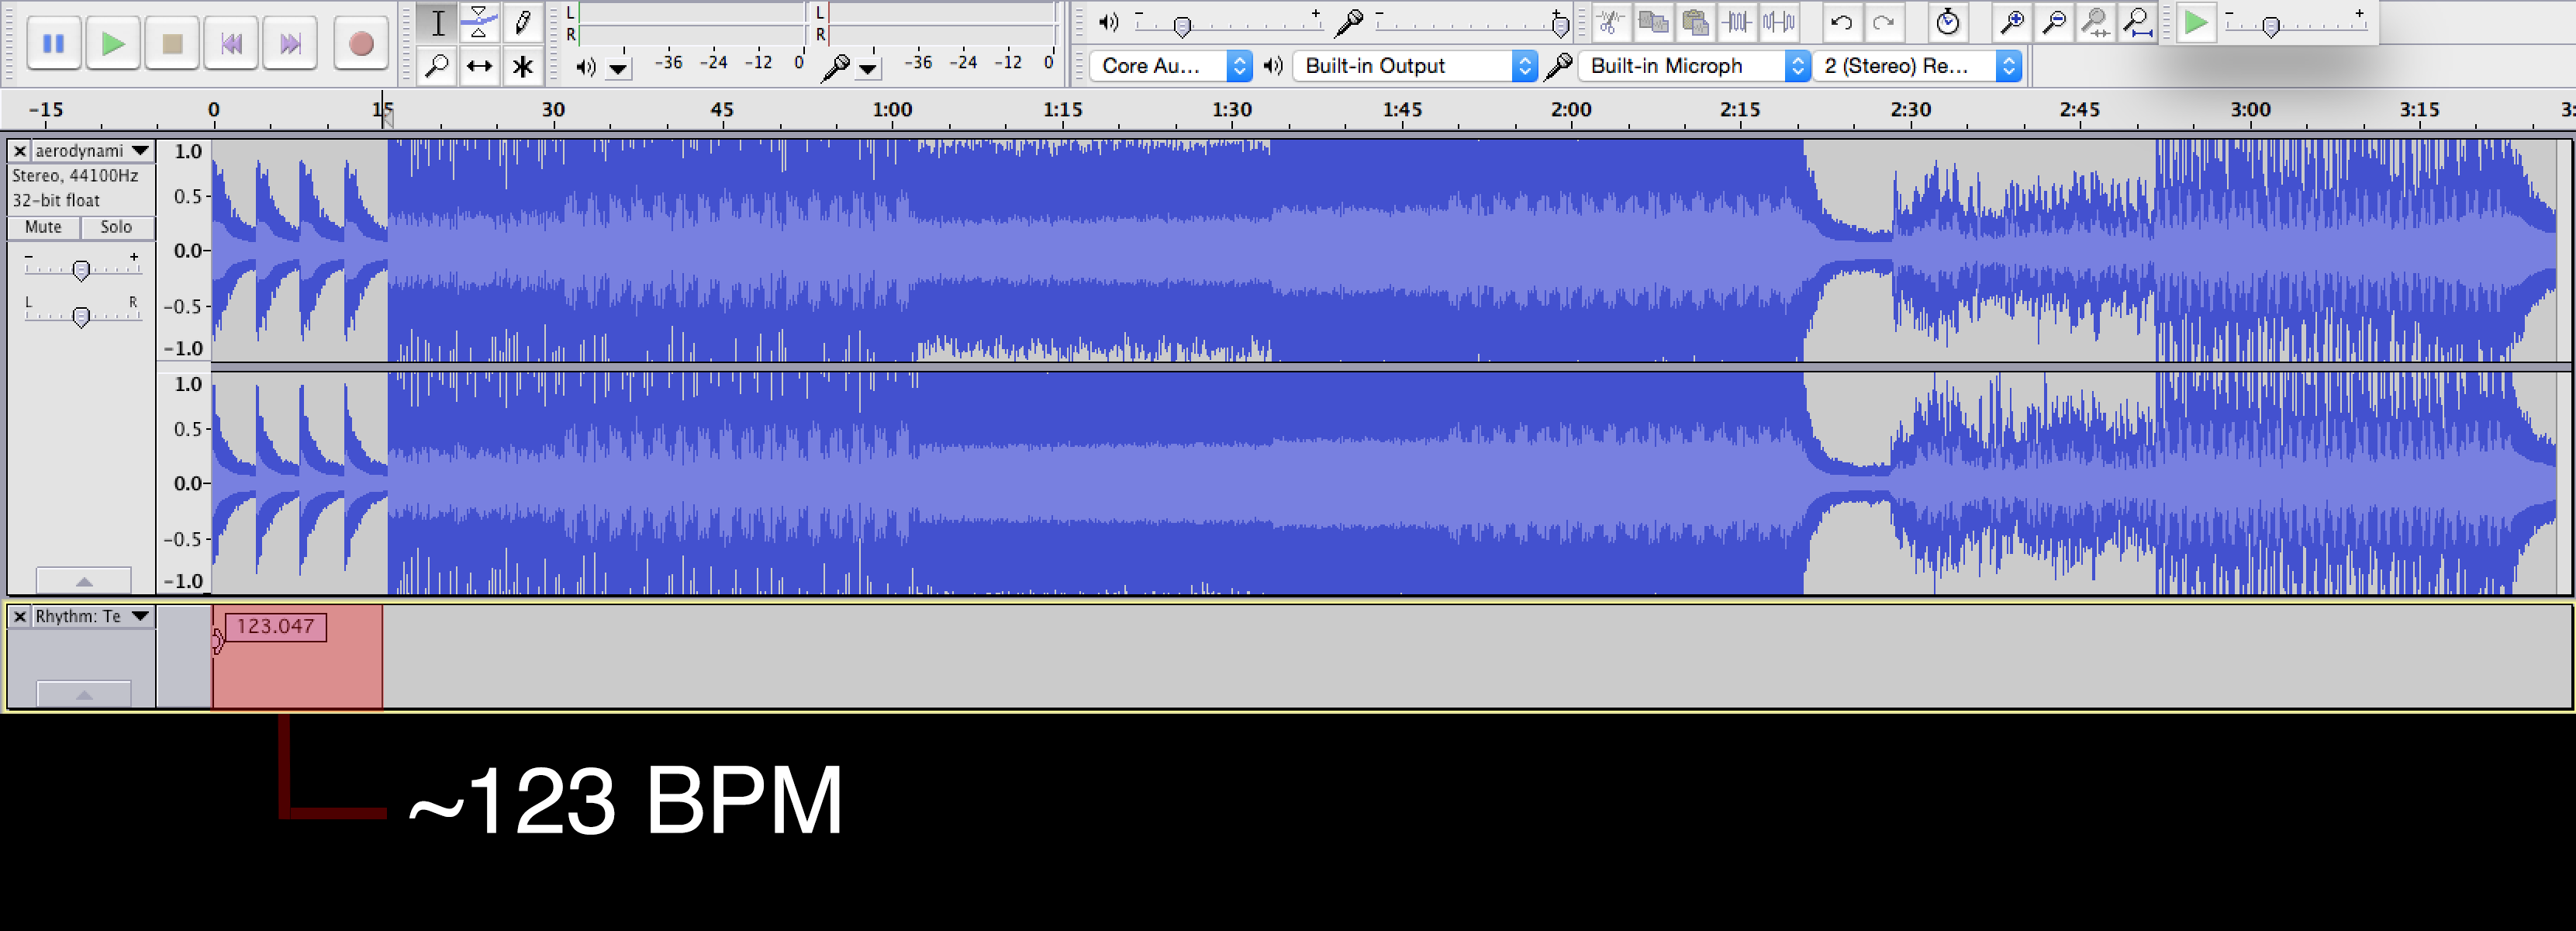 L
R
-36 -24 -12 0
L
R
-36 -24 -12 0
- +
- +
- +
Core Au...
Built-in Output
Built-in Microph
2 (Stereo) Re...
-15 0 15 30 45 1:00 1:15 1:30 1:45 2:00 2:15 2:30 2:45 3:00 3:15 3:
aerodynami
Stereo, 44100Hz
32-bit float
Mute Solo
- +
L R
1.0
0.5
0.0
-0.5
-1.0
1.0
0.5
0.0
-0.5
-1.0
Rhythm: Te
123.047
~123 BPM